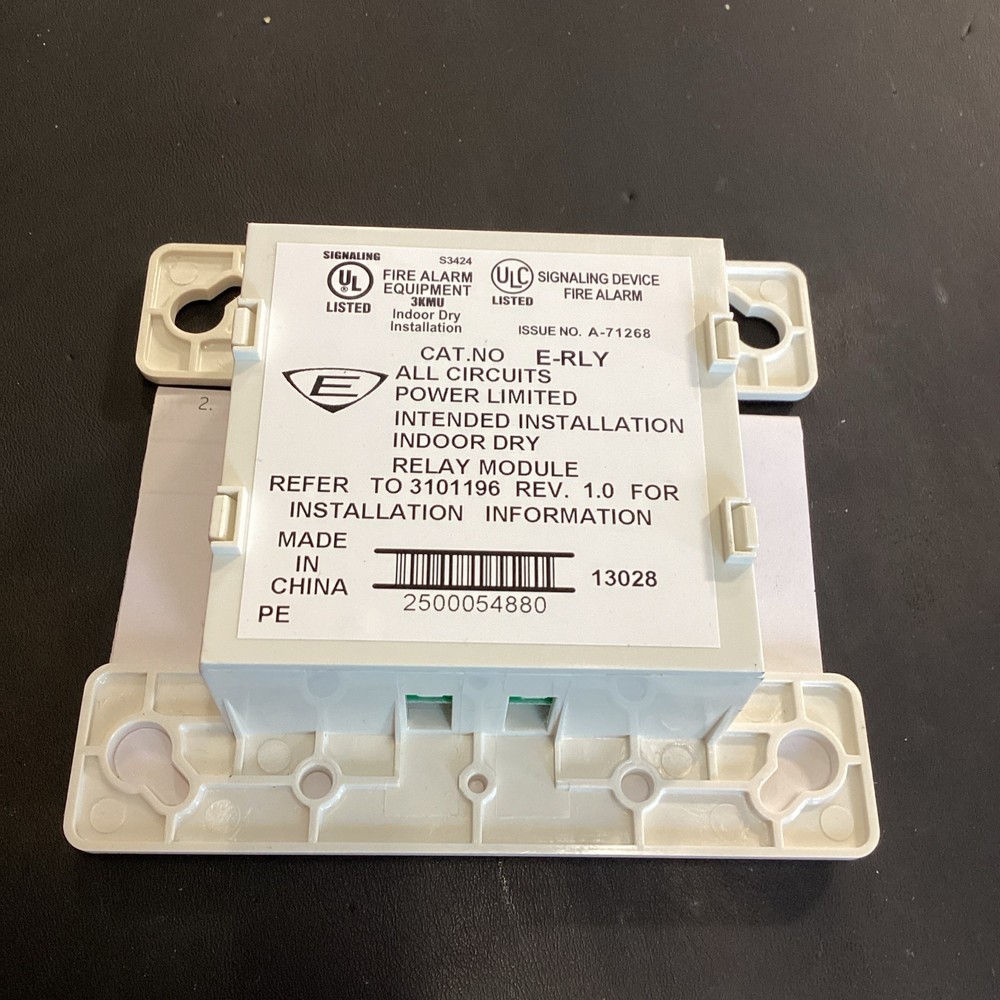 SIGNALING
UL
®
LISTED
S3424
FIRE ALARM
EQUIPMENT
3KMU
Indoor Dry
Installation
ULC
LISTED
SIGNALING DEVICE
FIRE ALARM
ISSUE NO. A-71268
CAT.NO E-RLY
E
ALL CIRCUITS
POWER LIMITED
INTENDED INSTALLATION
INDOOR DRY
RELAY MODULE
REFER TO 3101196 REV. 1.0 FOR
INSTALLATION INFORMATION
MADE
IN
CHINA
PE
2500054880
13028
2.